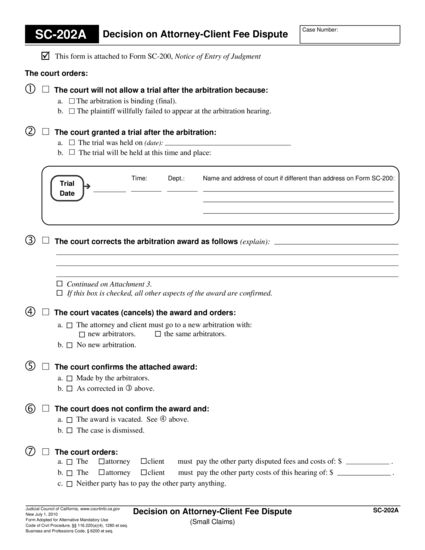 SC-202A Decision on Attorney-Client Fee Dispute Case Number:
This form is attached to Form SC-200, Notice of Entry of Judgment
The court orders:
1 The court will not allow a trial after the arbitration because:
a. The arbitration is binding (final).
b. The plaintiff willfully failed to appear at the arbitration hearing.
2 The court granted a trial after the arbitration:
a. The trial was held on (date):
b. The trial will be held at this time and place:
Trial Date Time: Dept.: Name and address of court if different than address on Form SC-200:
3 The court corrects the arbitration award as follows (explain):
Continued on Attachment 3.
If this box is checked, all other aspects of the award are confirmed.
4 The court vacates (cancels) the award and orders:
a. The attorney and client must go to a new arbitration with:
new arbitrators. the same arbitrators.
b. No new arbitration.
5 The court confirms the attached award:
a. Made by the arbitrators.
b. As corrected in 3 above.
6 The court does not confirm the award and:
a. The award is vacated. See 4 above.
b. The case is dismissed.
7 The court orders:
a. The attorney client must pay the other party disputed fees and costs of: $ .
b. The attorney client must pay the other party costs of this hearing of: $ .
c. Neither party has to pay the other party anything.
Judicial Council of California, www.courtinfo.ca.gov
New July 1, 2010
Form Adopted for Alternative Mandatory Use
Code of Civil Procedure, §§ 116.220(a)(4), 1280 et seq.
Business and Professions Code, § 6200 et seq.
Decision on Attorney-Client Fee Dispute
(Small Claims)
SC-202A